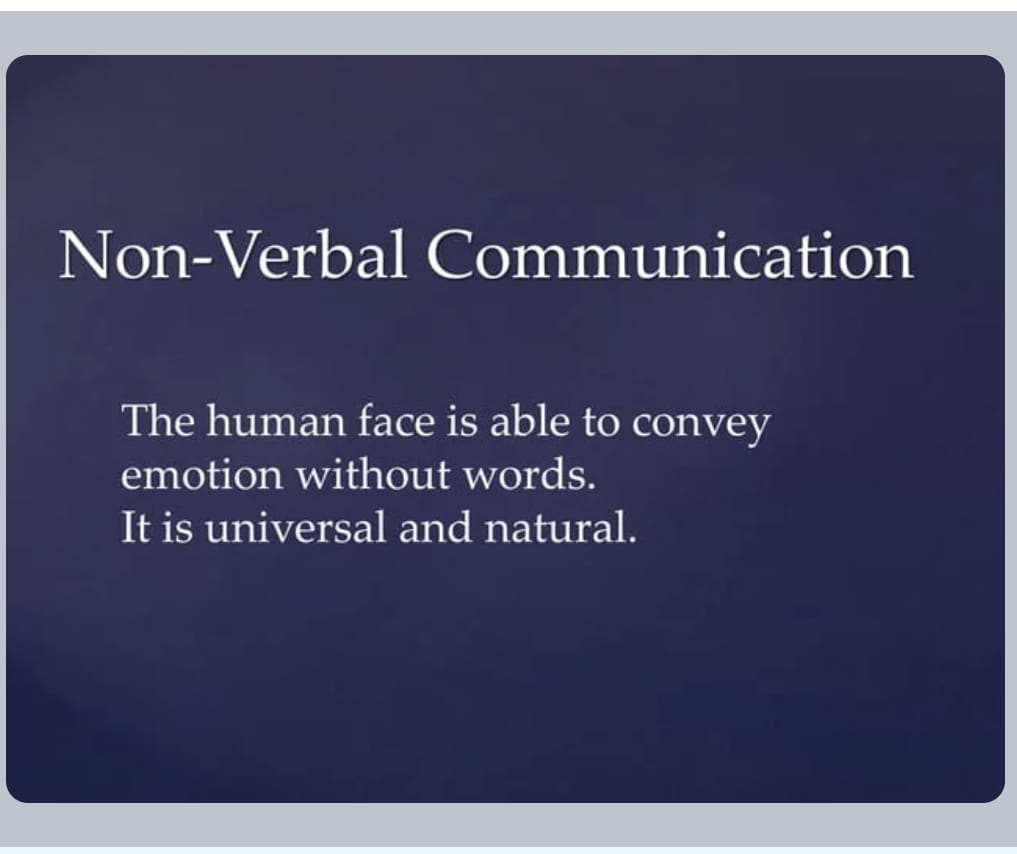 Non-Verbal Communication
The human face is able to convey
emotion without words.
It is universal and natural.